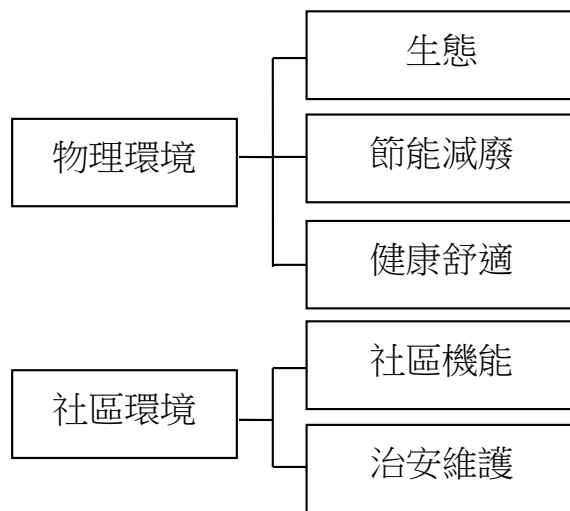 物理環境
生態
節能減廢
健康舒適
社區環境
社區機能
治安維護